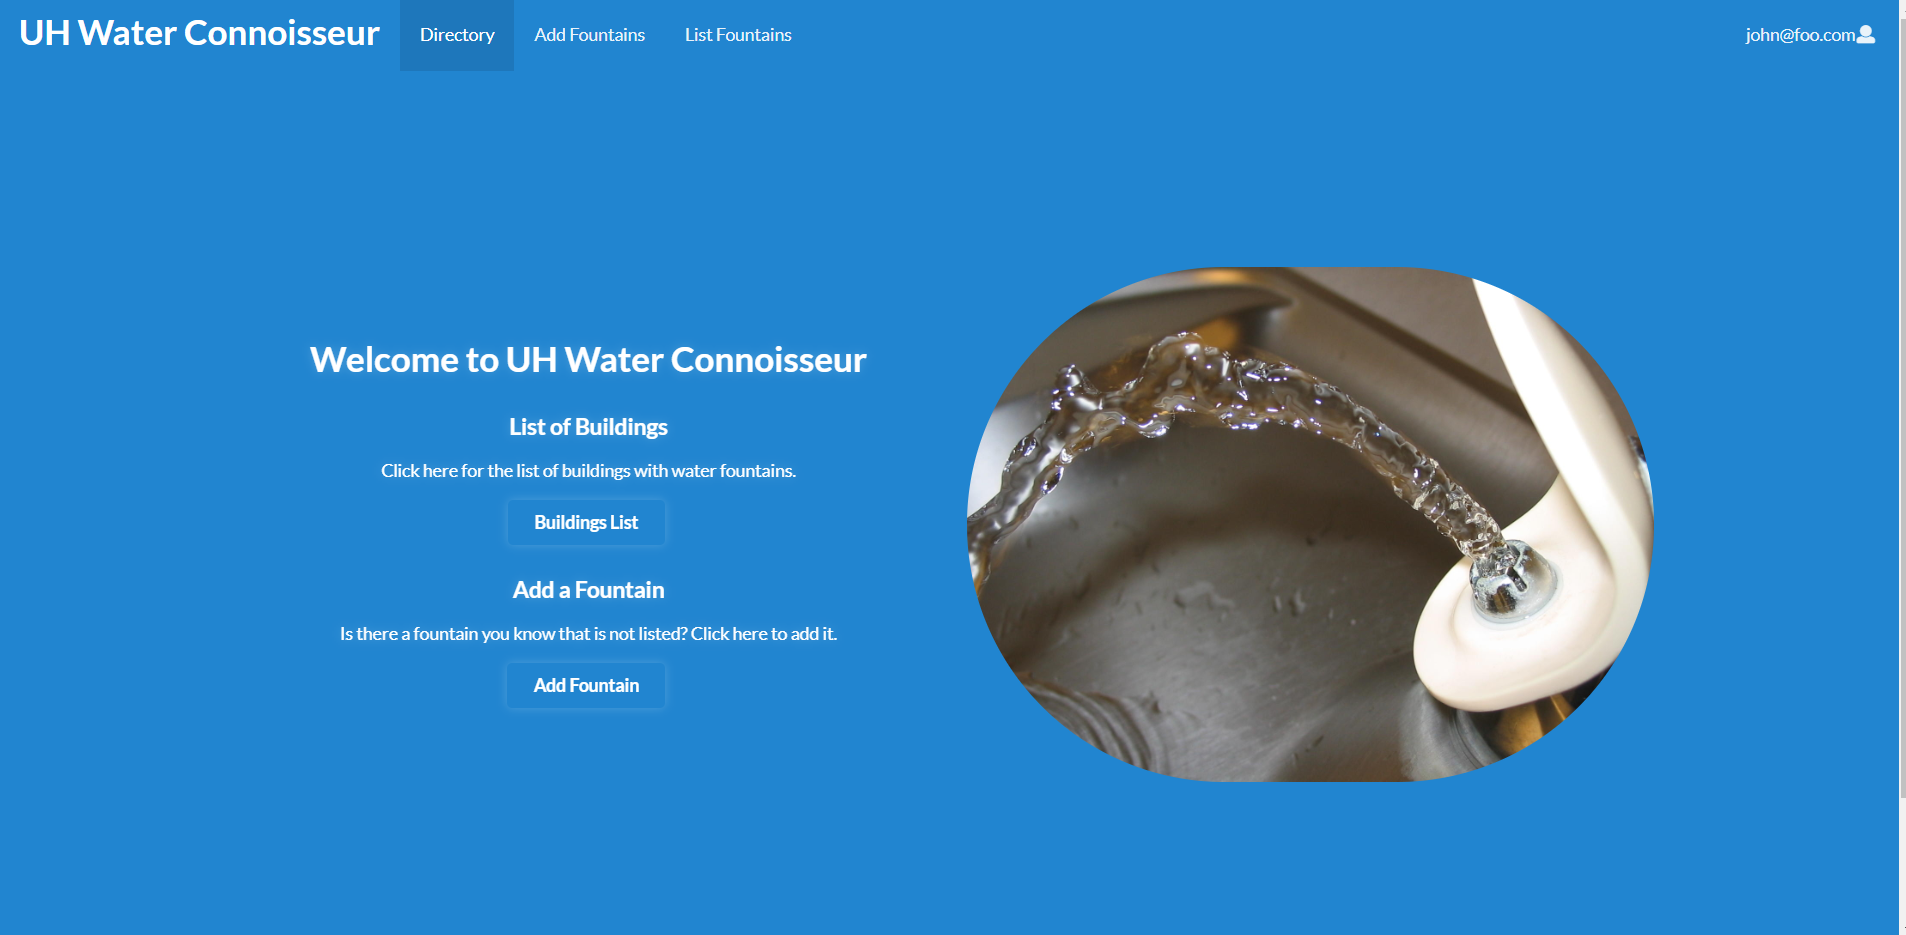 UH Water Connoisseur
Directory
Add Fountains
List Fountains
john@foo.com
Welcome to UH Water Connoisseur
List of Buildings
Click here for the list of buildings with water fountains.
Buildings List
Add a Fountain
Is there a fountain you know that is not listed? Click here to add it.
Add Fountain